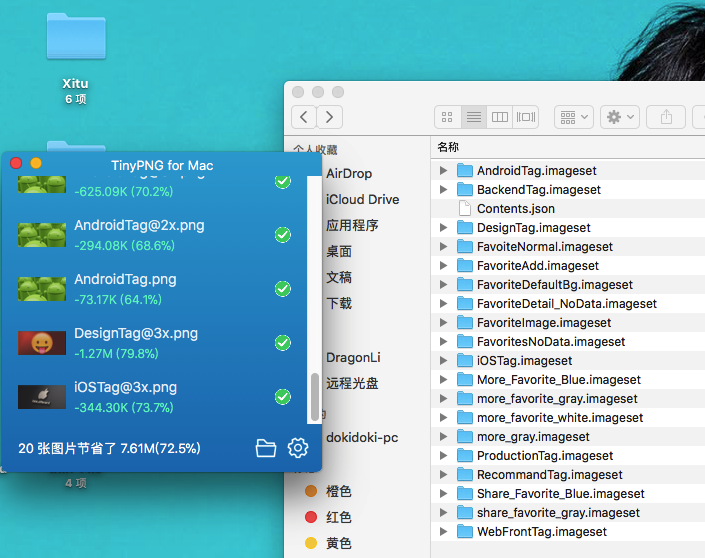 Xitu
6 项
TinyPNG for Mac
-625.09K (70.2%)
AndroidTag@2x.png
-294.08K (68.6%)
AndroidTag.png
-73.17K (64.1%)
DesignTag@3x.png
-1.27M (79.8%)
iOSTag@3x.png
-344.30K (73.7%)
20 张图片节省了 7.61M(72.5%)
4 项
个人收藏
AirDrop
iCloud Drive
应用程序
桌面
文稿
下载
DragonLi
远程光盘
的
dokidoki-pc
橙色
红色
黄色
名称
AndroidTag.imageset
BackendTag.imageset
Contents.json
DesignTag.imageset
FavoiteNormal.imageset
FavoriteAdd.imageset
FavoriteDefaultBg.imageset
FavoriteDetail_NoData.imageset
FavoriteImage.imageset
FavoritesNoData.imageset
iOSTag.imageset
More_Favorite_Blue.imageset
more_favorite_gray.imageset
more_favorite_white.imageset
more_gray.imageset
ProductionTag.imageset
RecommandTag.imageset
Share_Favorite_Blue.imageset
share_favorite_gray.imageset
WebFrontTag.imageset